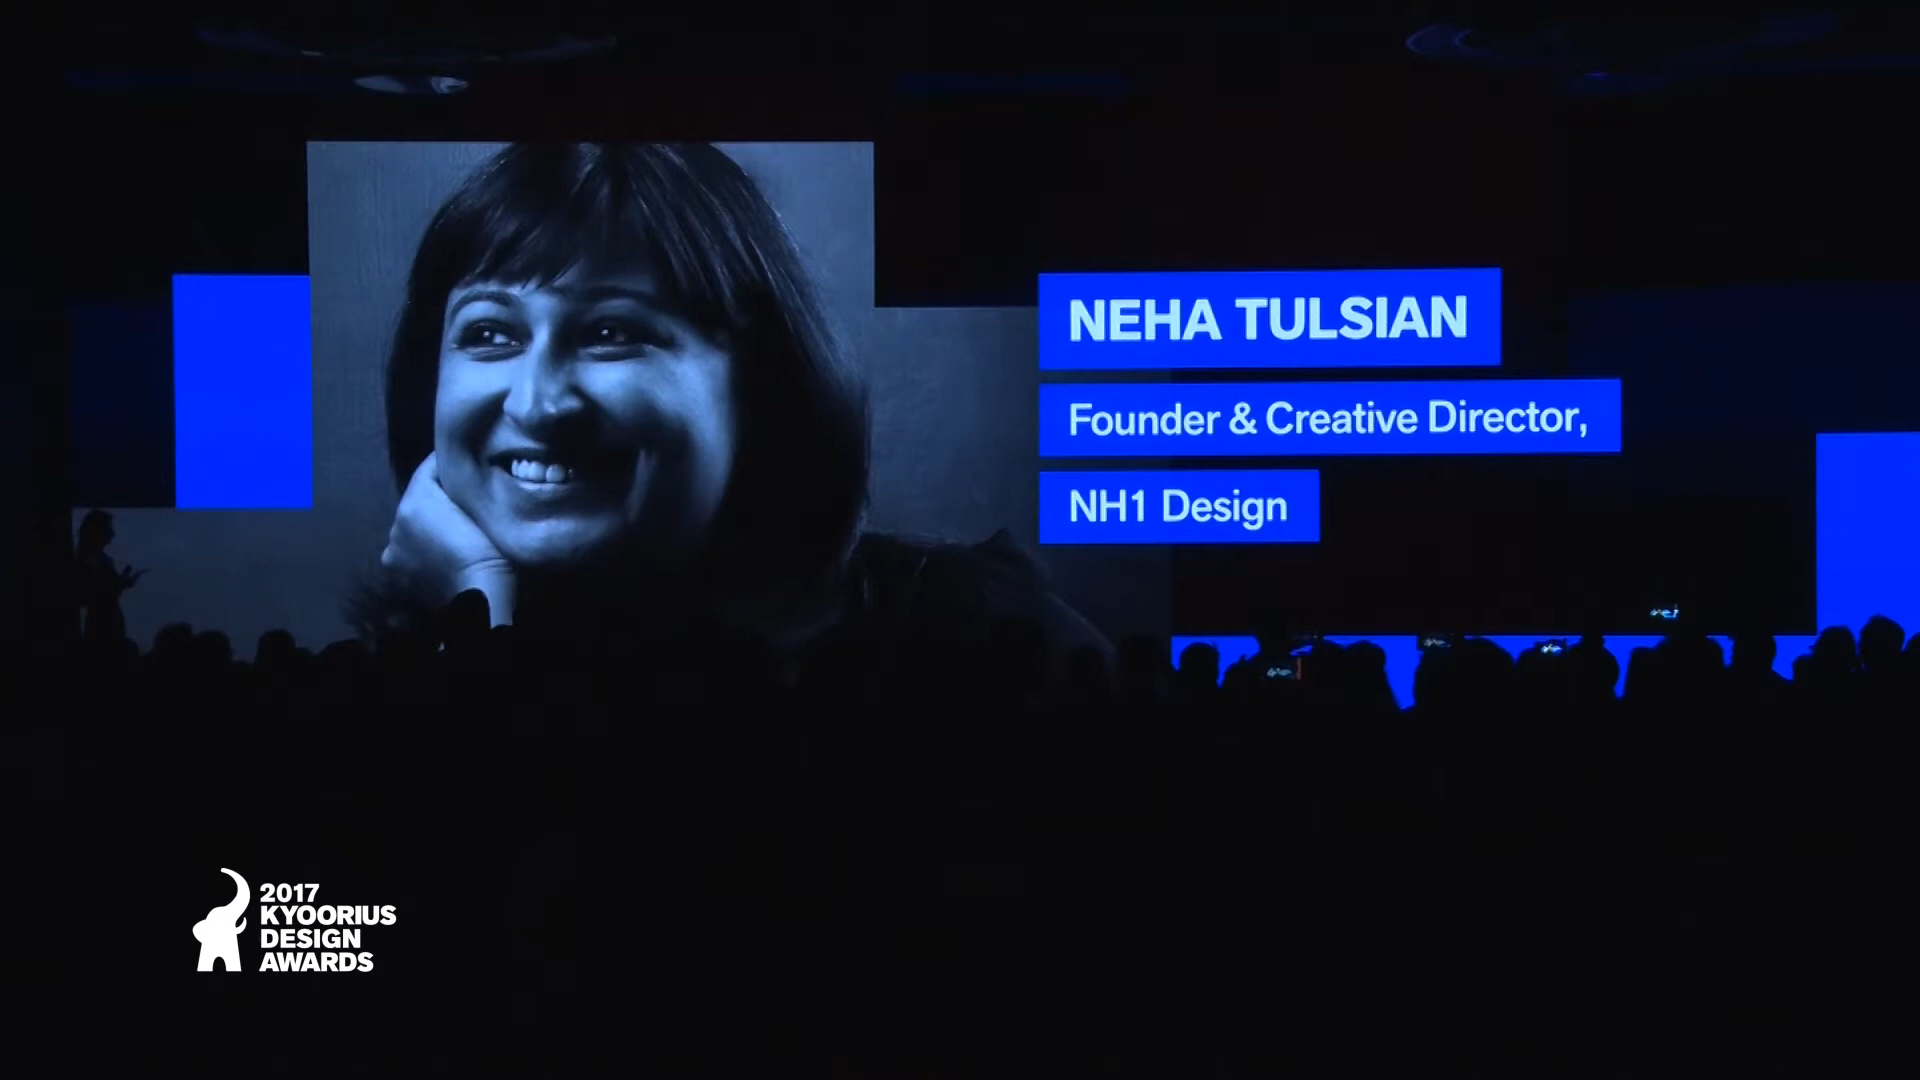 NEHA TULSIAN
Founder & Creative Director,
NH1 Design
2017
KYOORIUS
DESIGN
AWARDS